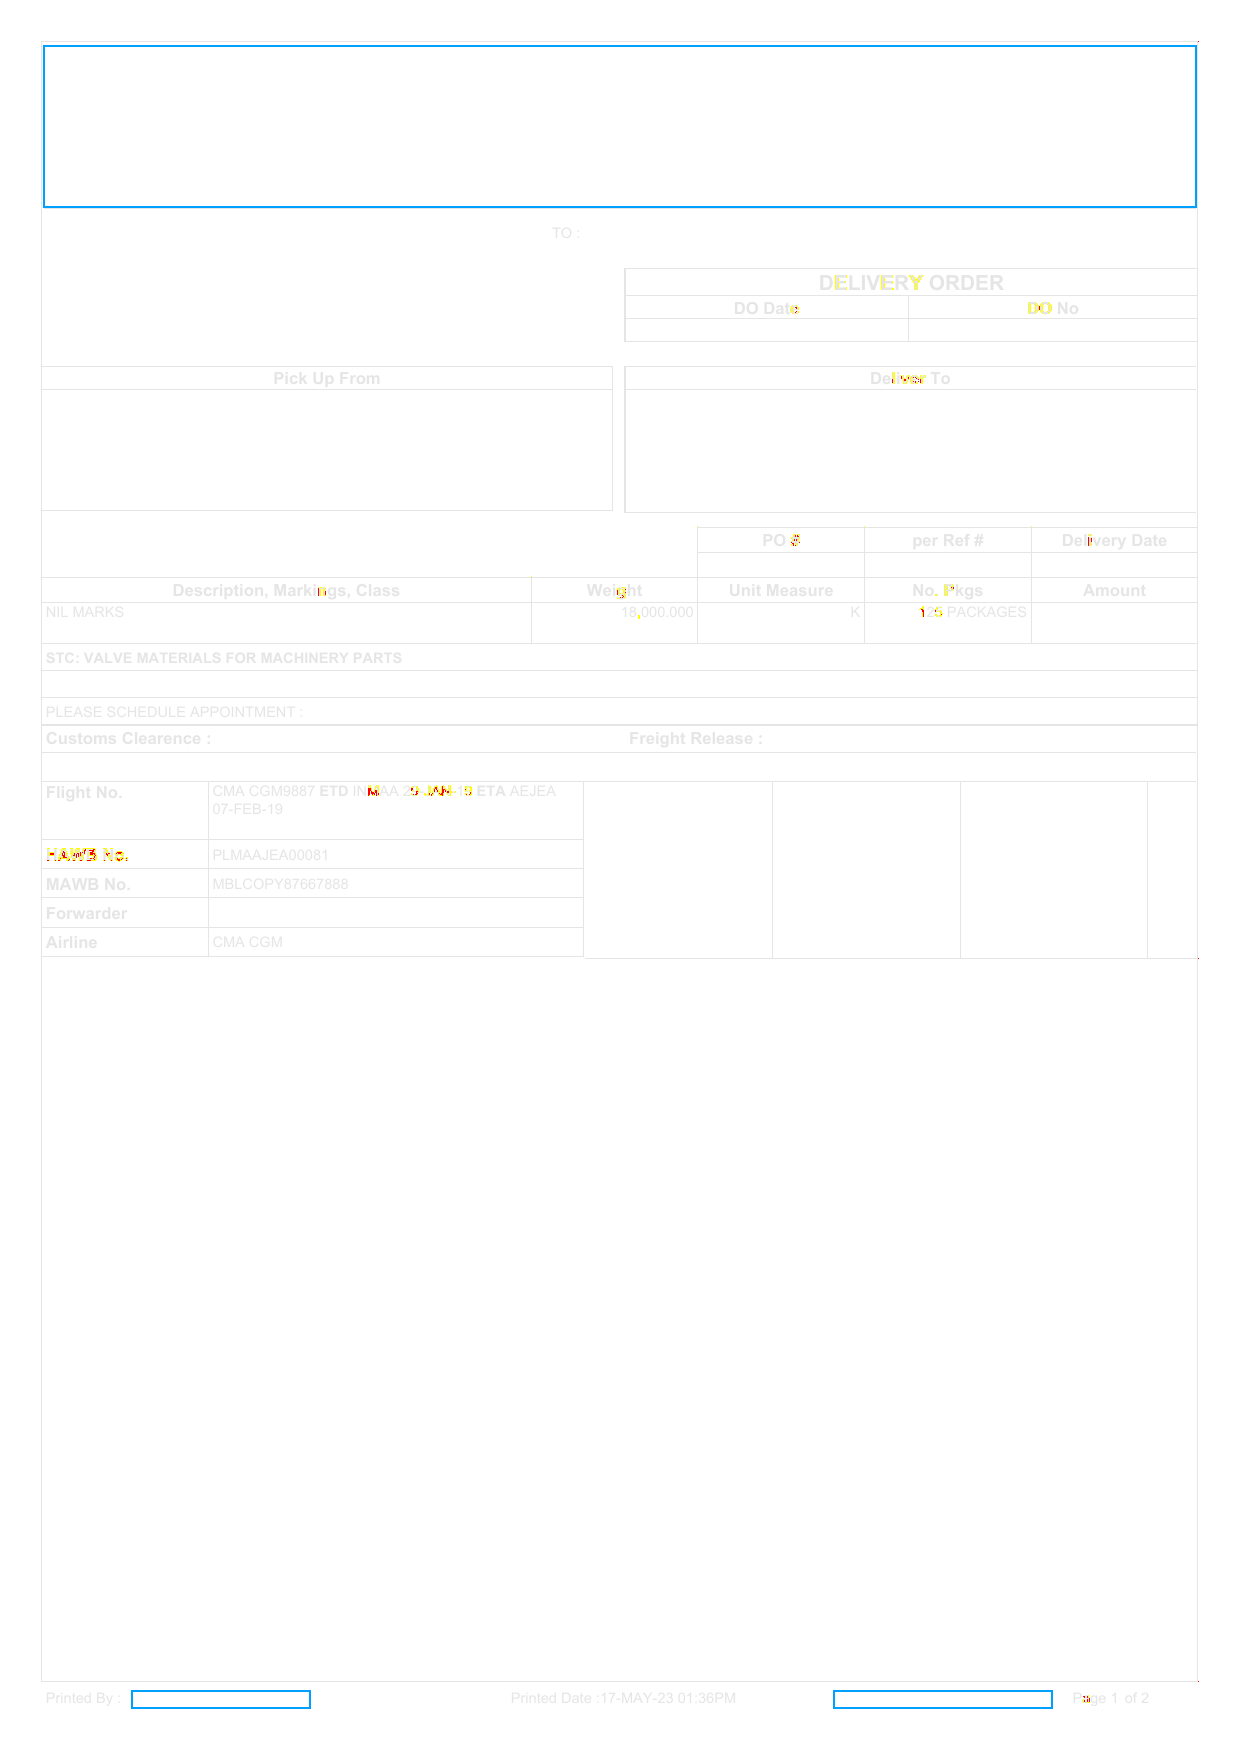 TO :
DELIVERY ORDER
DO Date DO No
Pick Up From Deliver To
PO # per Ref # Delivery Date
Description, Markings, Class Weight Unit Measure No. Pkgs Amount
NIL MARKS 18,000.000 K 125 PACKAGES
STC: VALVE MATERIALS FOR MACHINERY PARTS
PLEASE SCHEDULE APPOINTMENT :
Customs Clearence : Freight Release :
Flight No. CMA CGM9887 ETD INMAA 29-JAN-19 ETA AEJEA
07-FEB-19
HAWB No. PLMAAJEA00081
MAWB No. MBLCOPY87667888
Forwarder
Airline CMA CGM
Printed By : Printed Date :17-MAY-23 01:36PM Page 1 of 2